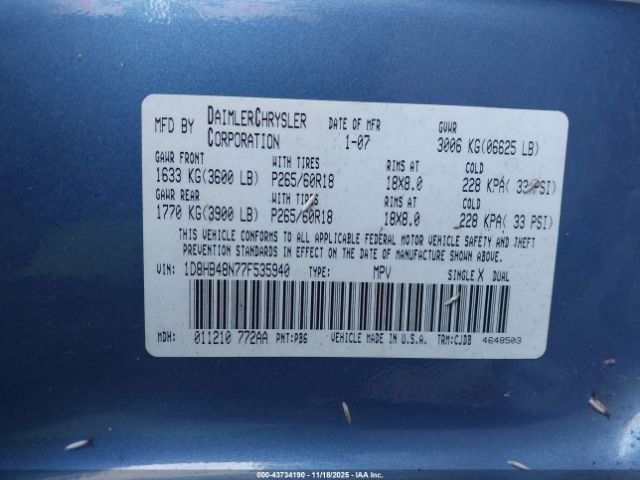 MFD BY DAIMLERCHRYSLER CORPORATION DATE OF MFR 1-07 GVWR 3006 KG(06625 LB)
GAWR FRONT WITH TIRES RIMS AT COLD
1633 KG(3600 LB) P265/60R18 18X8.0 228 KPA( 33 PSI)
GAWR REAR WITH TIRES RIMS AT COLD
1770 KG(3900 LB) P265/60R18 18X8.0 228 KPA( 33 PSI)
THIS VEHICLE CONFORMS TO ALL APPLICABLE FEDERAL MOTOR VEHICLE SAFETY AND THEFT
PREVENTION STANDARDS IN EFFECT ON THE DATE OF MANUFACTURE SHOWN ABOVE.
VIN: 1D8HB48N77F535940 TYPE: MPV SINGLE X DUAL
MDH: 011210 772AA PNT:PBG VEHICLE MADE IN U.S.A. TRM:CJDB 4648503
000-43734190 - 11/18/2025 - IAA Inc.